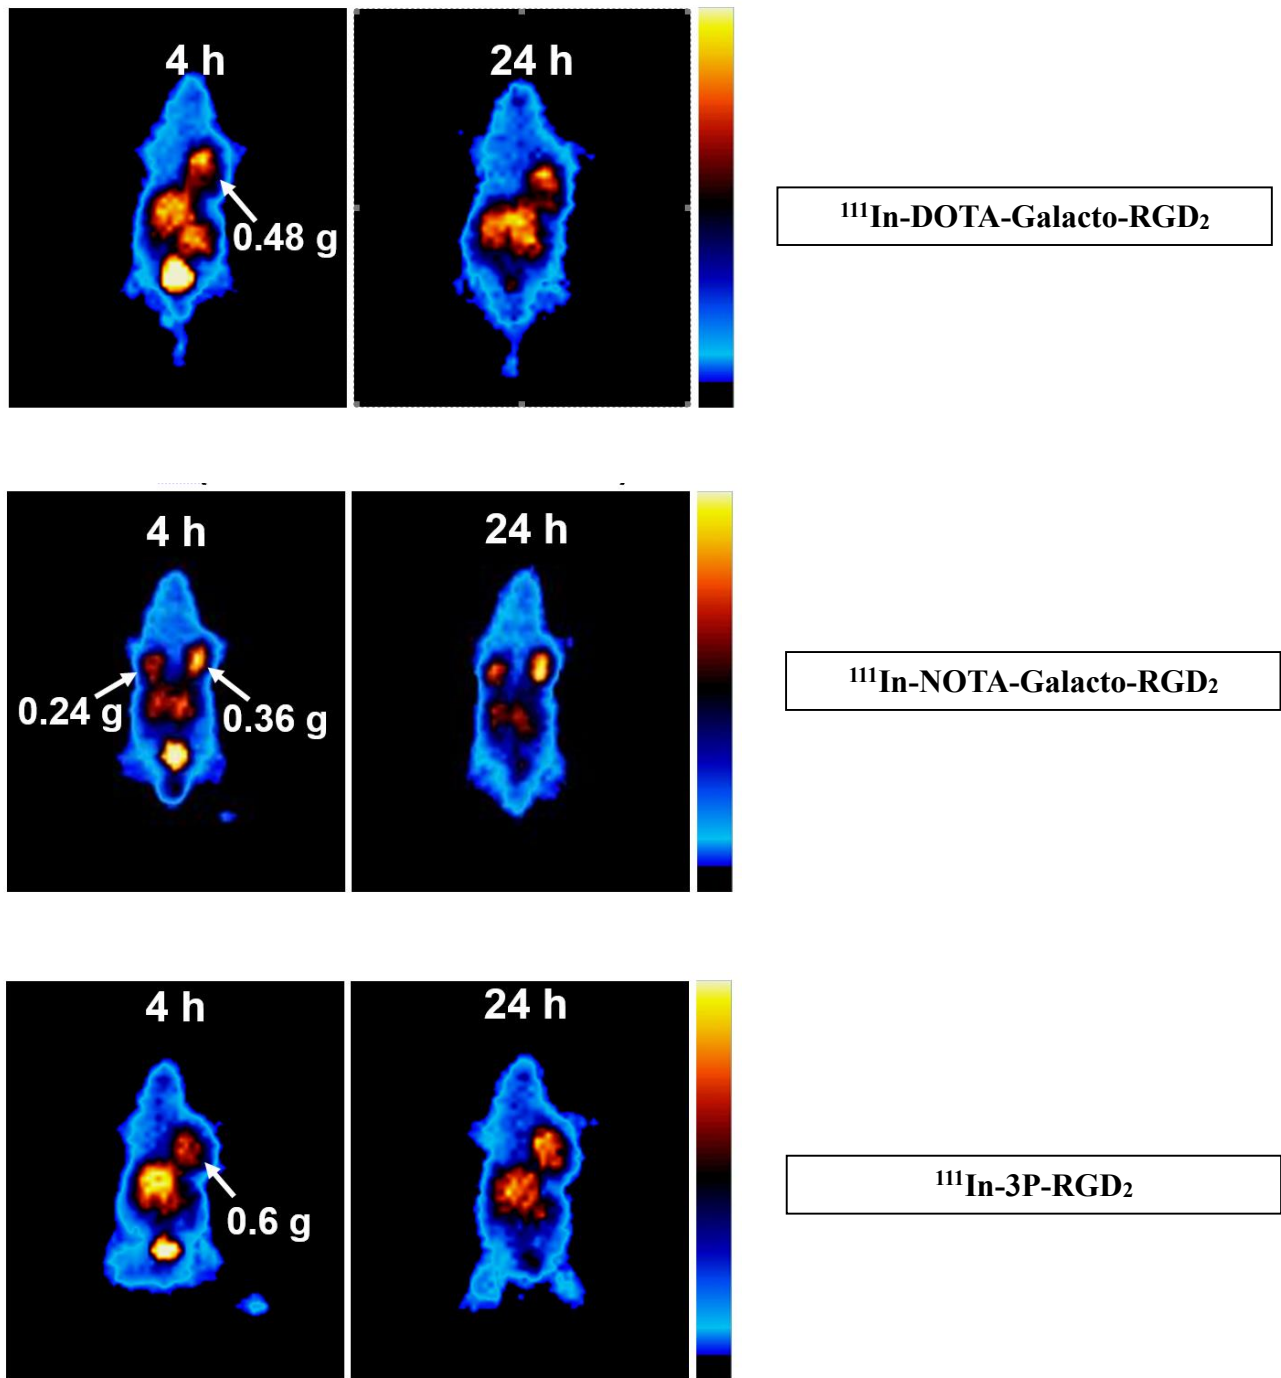 4 h
24 h
0.48 g
¹¹¹In-DOTA-Galacto-RGD₂
4 h
24 h
0.24 g
0.36 g
¹¹¹In-NOTA-Galacto-RGD₂
4 h
24 h
0.6 g
¹¹¹In-3P-RGD₂